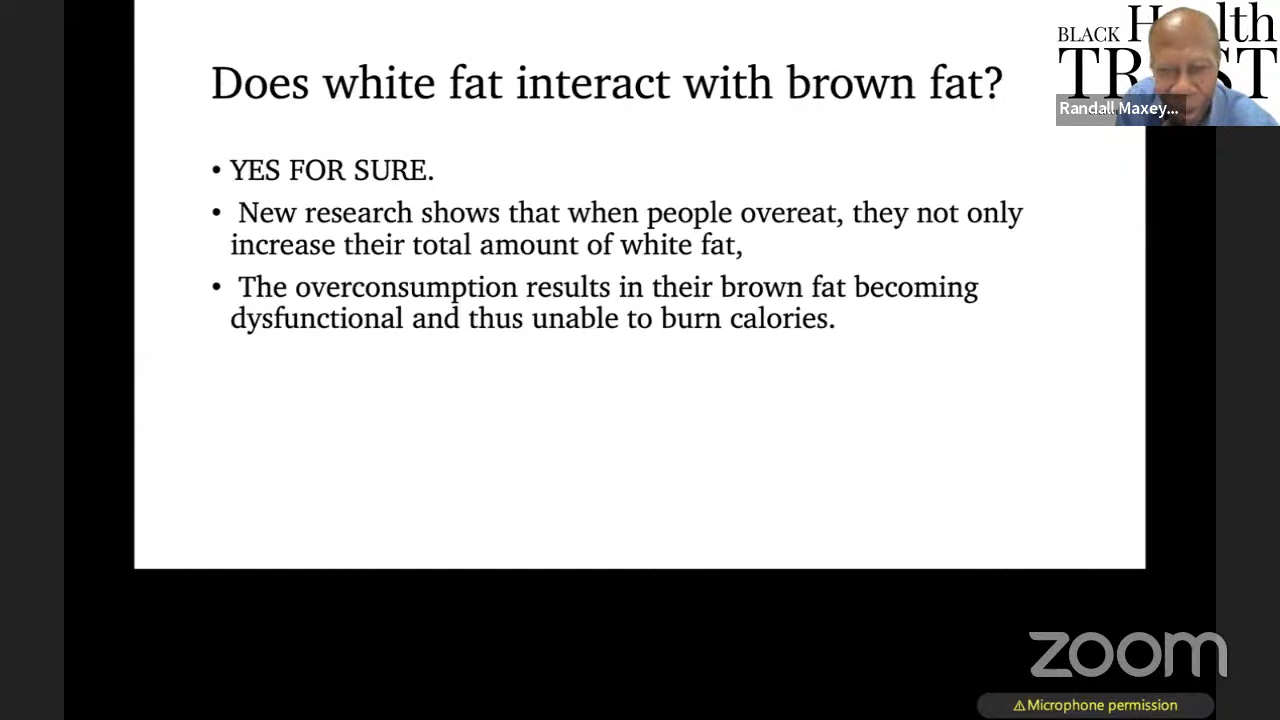 Does white fat interact with brown fat?
• YES FOR SURE.
• New research shows that when people overeat, they not only
increase their total amount of white fat,
• The overconsumption results in their brown fat becoming
dysfunctional and thus unable to burn calories.
BLACK
Randall Maxey...
zoom
⚠Microphone permission